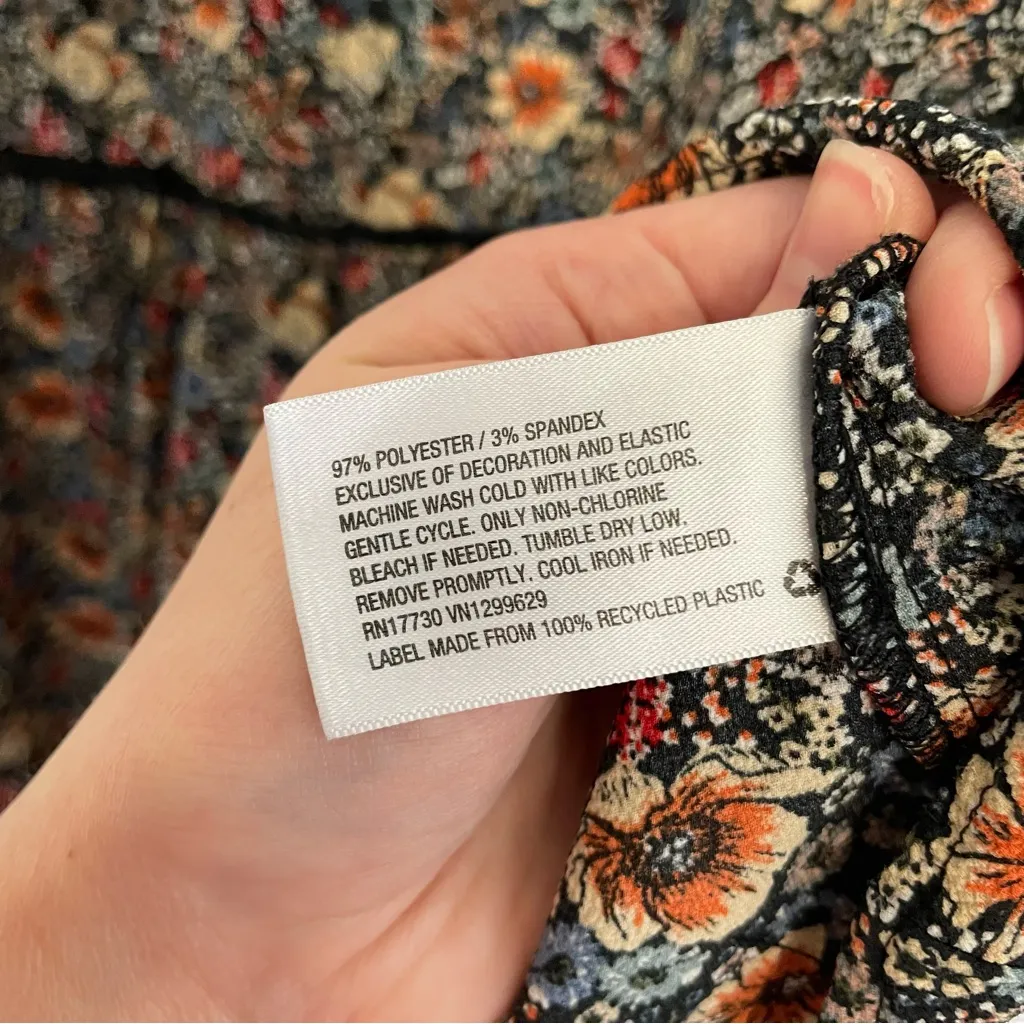 97% POLYESTER / 3% SPANDEX
EXCLUSIVE OF DECORATION AND ELASTIC
MACHINE WASH COLD WITH LIKE COLORS.
GENTLE CYCLE. ONLY NON-CHLORINE
BLEACH IF NEEDED. TUMBLE DRY LOW.
REMOVE PROMPTLY. COOL IRON IF NEEDED.
RN17730 VN1299629
LABEL MADE FROM 100% RECYCLED PLASTIC